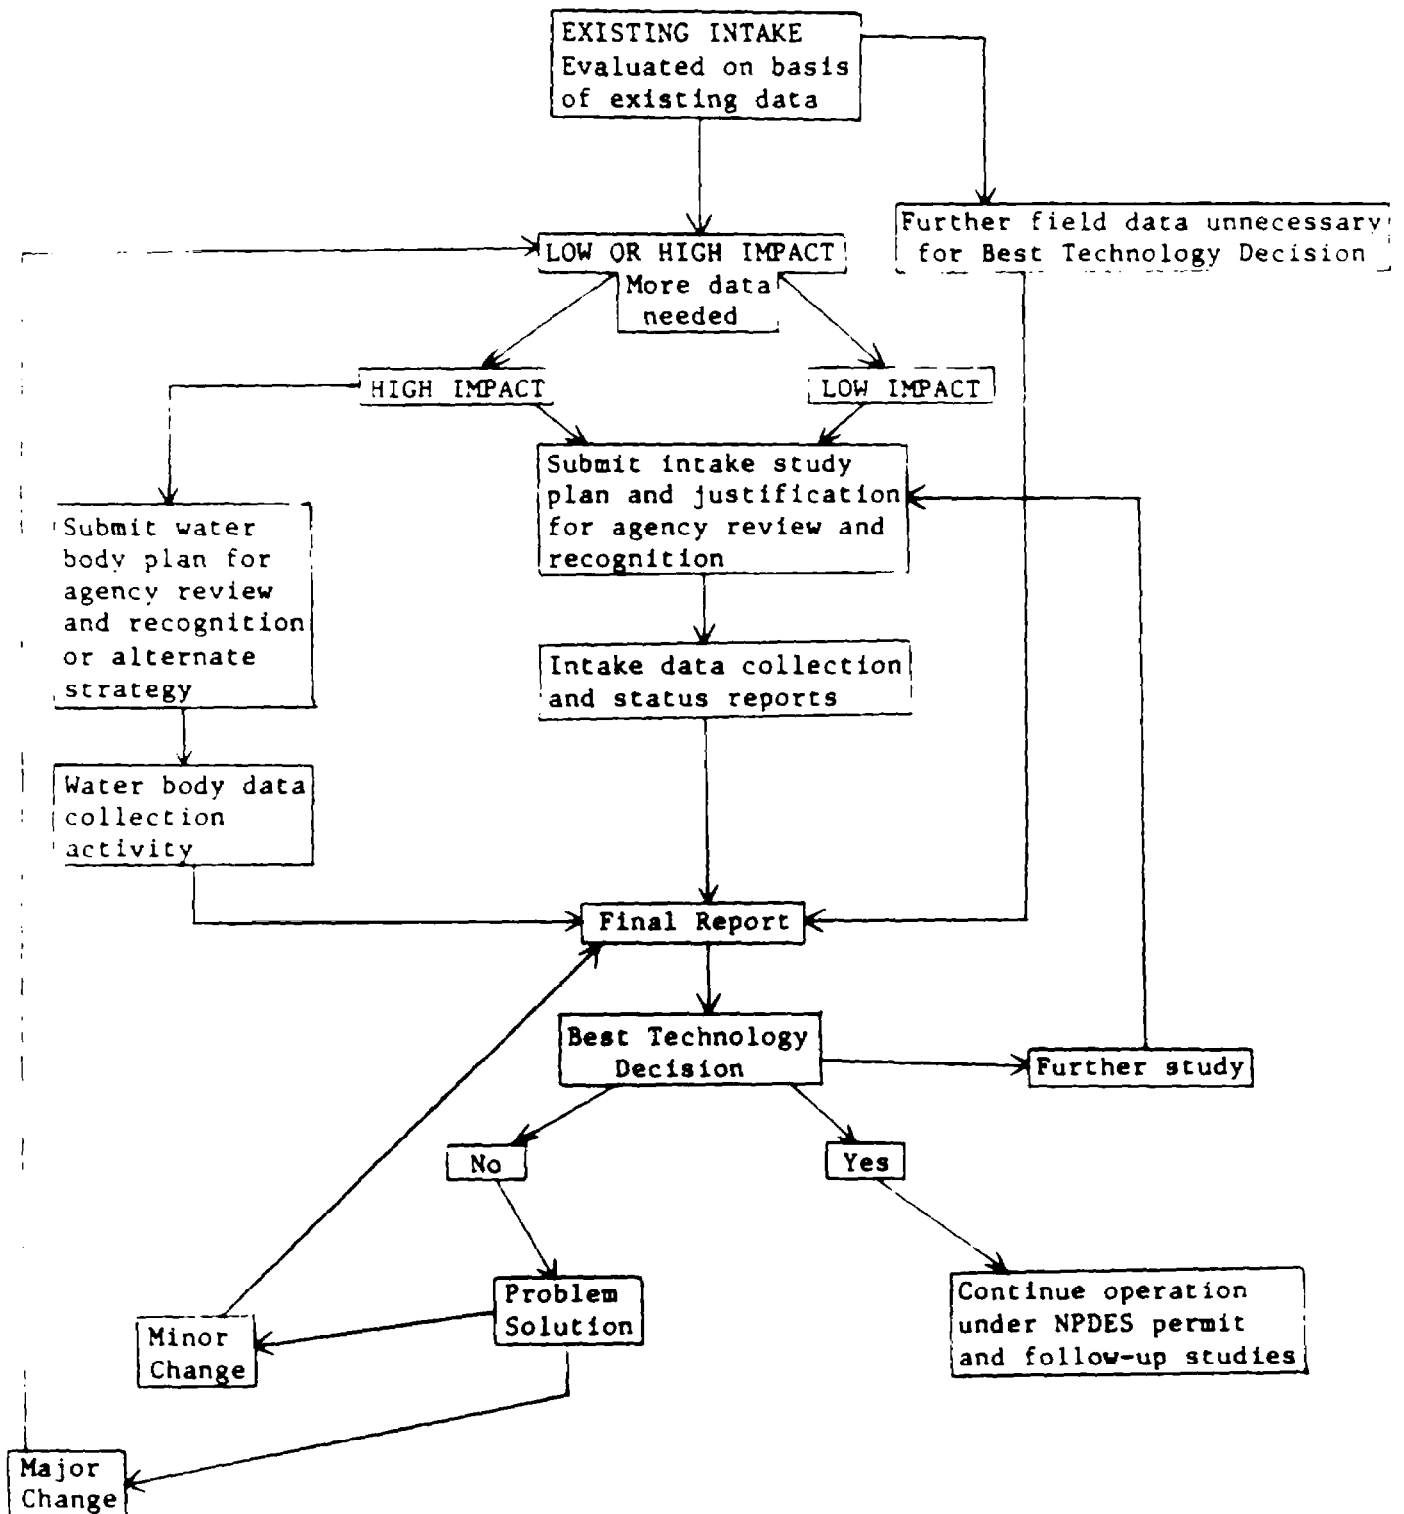 EXISTING INTAKE
Evaluated on basis
of existing data
Further field data unnecessary
for Best Technology Decision
LOW OR HIGH IMPACT
More data
needed
HIGH IMPACT
LOW IMPACT
Submit intake study
plan and justification
for agency review and
recognition
Submit water
body plan for
agency review
and recognition
or alternate
strategy
Intake data collection
and status reports
Water body data
collection
activity
Final Report
Best Technology
Decision
Further study
No
Yes
Problem
Solution
Continue operation
under NPDES permit
and follow-up studies
Minor
Change
Major
Change